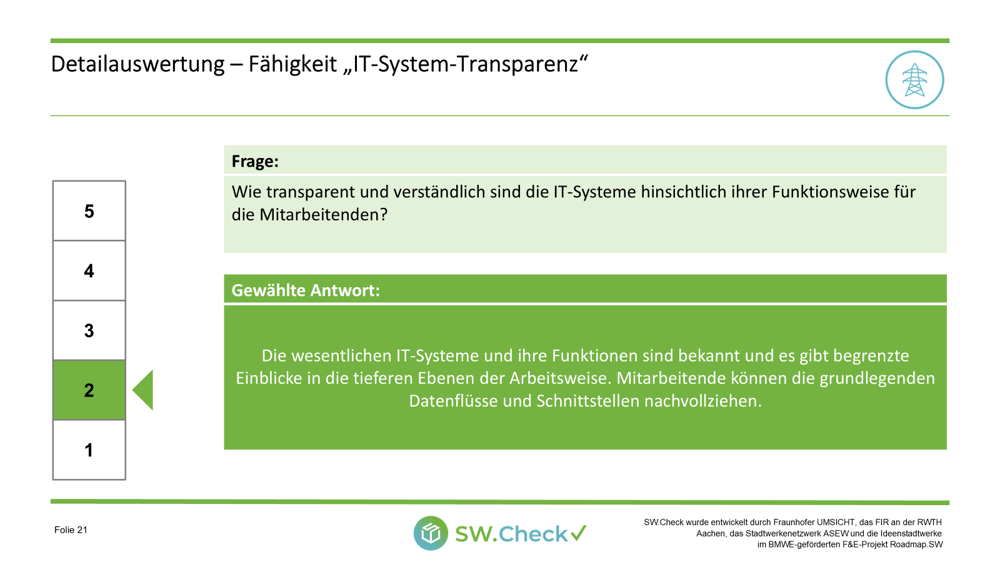 Detailauswertung – Fähigkeit „IT-System-Transparenz“
Frage:
Wie transparent und verständlich sind die IT-Systeme hinsichtlich ihrer Funktionsweise für
die Mitarbeitenden?
5
4
3
2
1
Gewählte Antwort:
Die wesentlichen IT-Systeme und ihre Funktionen sind bekannt und es gibt begrenzte
Einblicke in die tieferen Ebenen der Arbeitsweise. Mitarbeitende können die grundlegenden
Datenflüsse und Schnittstellen nachvollziehen.
Folie 21
SW.Check
SW.Check wurde entwickelt durch Fraunhofer UMSICHT, das FIR an der RWTH
Aachen, das Stadtwerkenetzwerk ASEW und die Ideenstadtwerke
im BMWE-geförderten F&E-Projekt Roadmap.SW